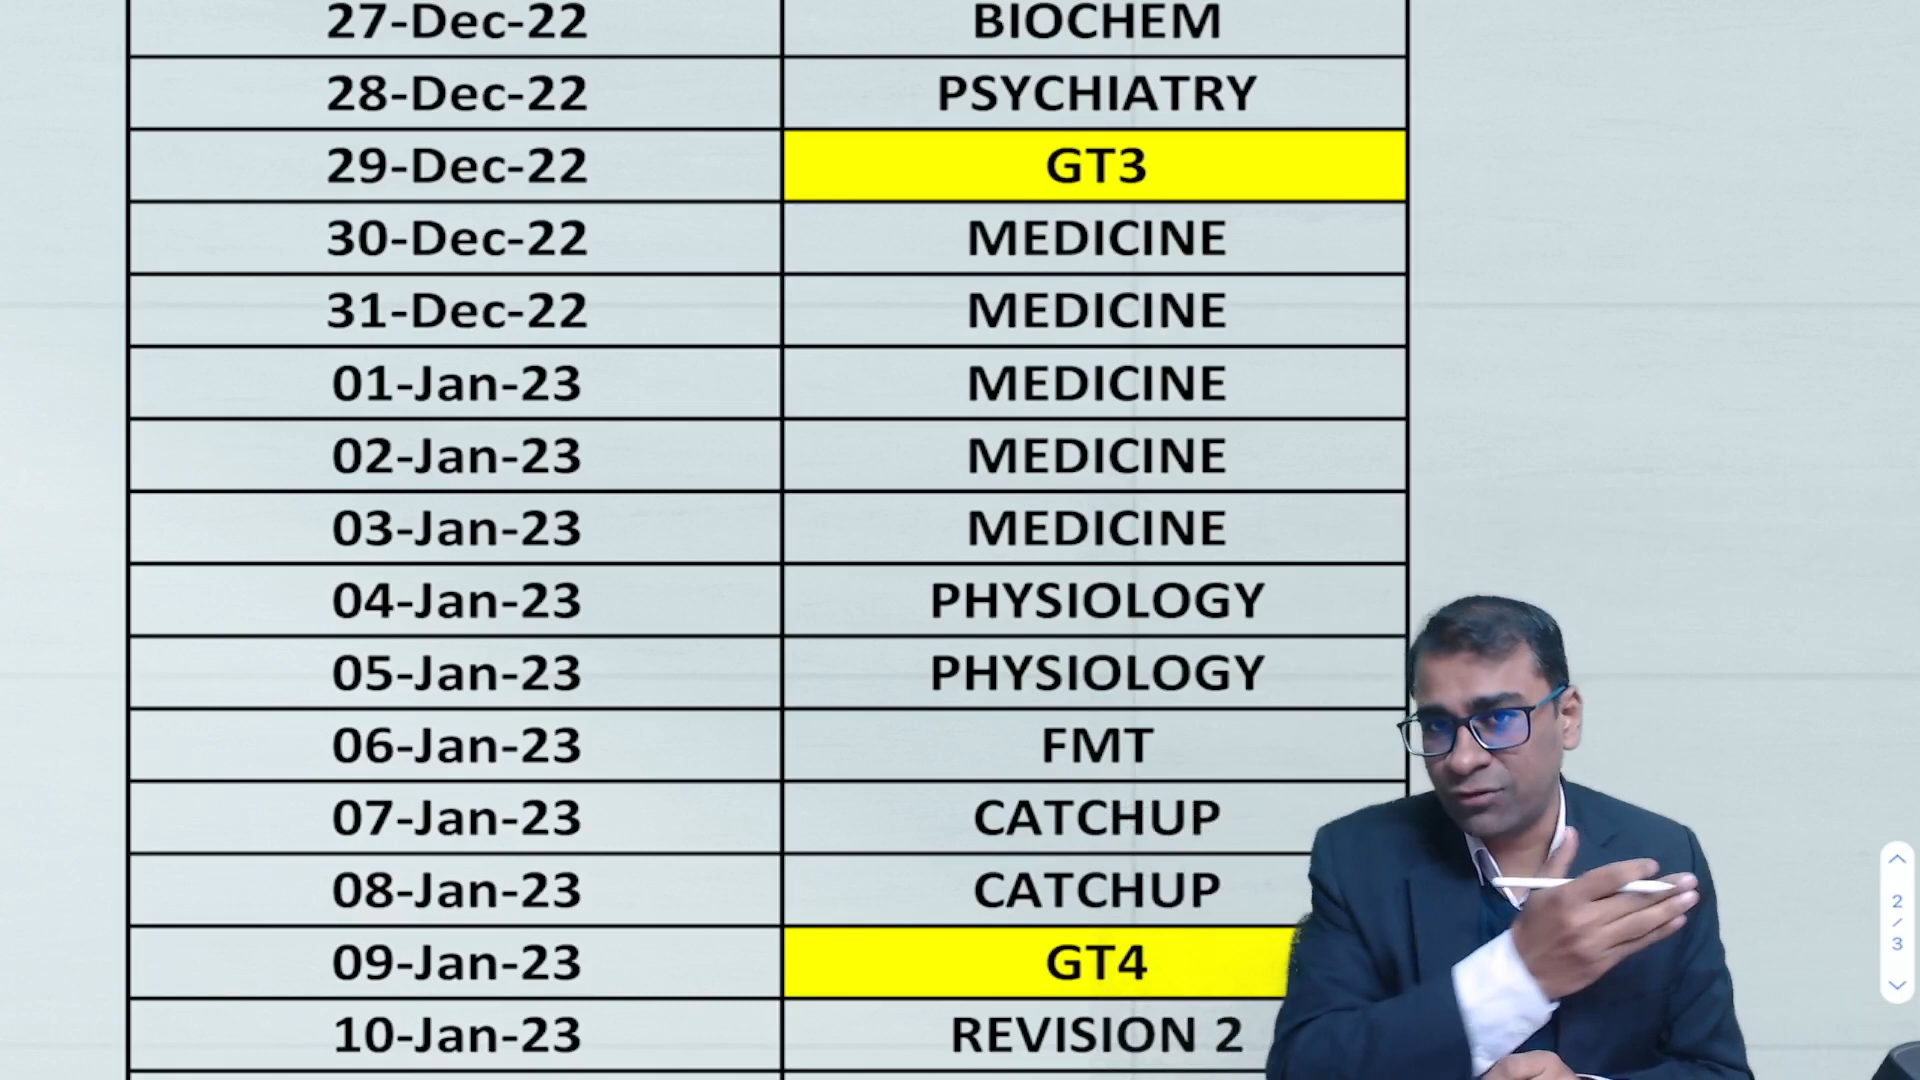 27-Dec-22 BIOCHEM
28-Dec-22 PSYCHIATRY
29-Dec-22 GT3
30-Dec-22 MEDICINE
31-Dec-22 MEDICINE
01-Jan-23 MEDICINE
02-Jan-23 MEDICINE
03-Jan-23 MEDICINE
04-Jan-23 PHYSIOLOGY
05-Jan-23 PHYSIOLOGY
06-Jan-23 FMT
07-Jan-23 CATCHUP
08-Jan-23 CATCHUP
09-Jan-23 GT4
10-Jan-23 REVISION 2
2
/
3